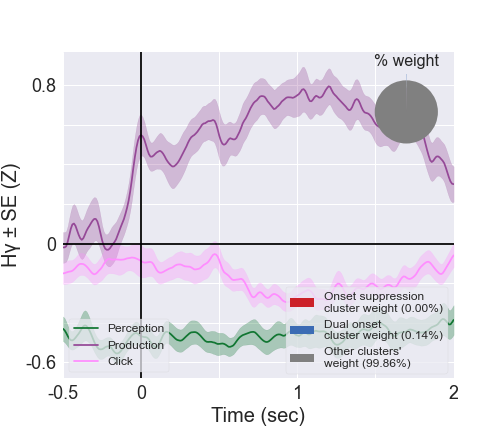 % weight
0.8
0
-0.6
Hγ ± SE (Z)
Perception
Production
Click
Onset suppression
cluster weight (0.00%)
Dual onset
cluster weight (0.14%)
Other clusters'
weight (99.86%)
-0.5
0
1
2
Time (sec)